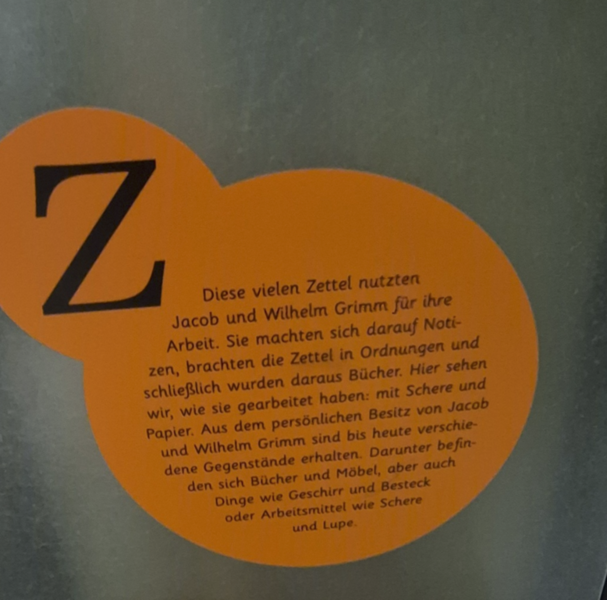 Z
Diese vielen Zettel nutzten
Jacob und Wilhelm Grimm für ihre
Arbeit. Sie machten sich darauf Noti-
zen, brachten die Zettel in Ordnungen und
schließlich wurden daraus Bücher. Hier sehen
wir, wie sie gearbeitet haben: mit Schere und
Papier. Aus dem persönlichen Besitz von Jacob
und Wilhelm Grimm sind bis heute verschie-
dene Gegenstände erhalten. Darunter befin-
den sich Bücher und Möbel, aber auch
Dinge wie Geschirr und Besteck
oder Arbeitsmittel wie Schere
und Lupe.